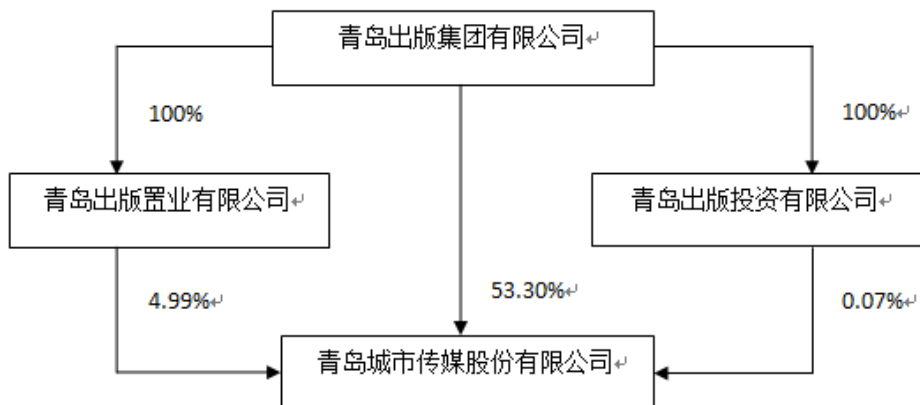 青岛出版集团有限公司
100%
100%
青岛出版置业有限公司
青岛出版投资有限公司
4.99%
53.30%
0.07%
青岛城市传媒股份有限公司